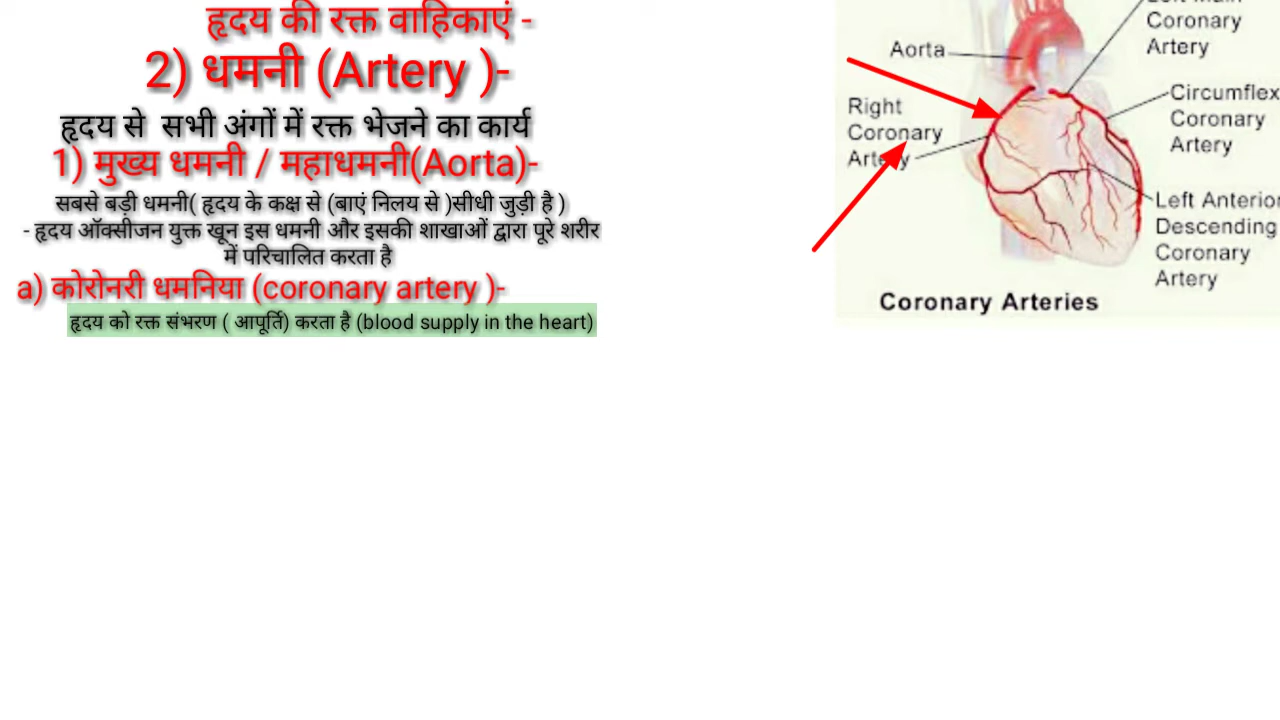 हृदय की रक्त वाहिकाएं -
2) धमनी (Artery )-
हृदय से सभी अंगों में रक्त भेजने का कार्य
1) मुख्य धमनी / महाधमनी(Aorta)-
सबसे बड़ी धमनी( हृदय के कक्ष से (बाएं निलय से )सीधी जुड़ी है )
- हृदय ऑक्सीजन युक्त खून इस धमनी और इसकी शाखाओं द्वारा पूरे शरीर
में परिचालित करता है
a) कोरोनरी धमनिया (coronary artery )-
हृदय को रक्त संभरण ( आपूर्ति) करता है (blood supply in the heart)
Left Main
Coronary
Artery
Aorta
Circumflex
Coronary
Artery
Right
Coronary
Artery
Left Anterior
Descending
Coronary
Artery
Coronary Arteries